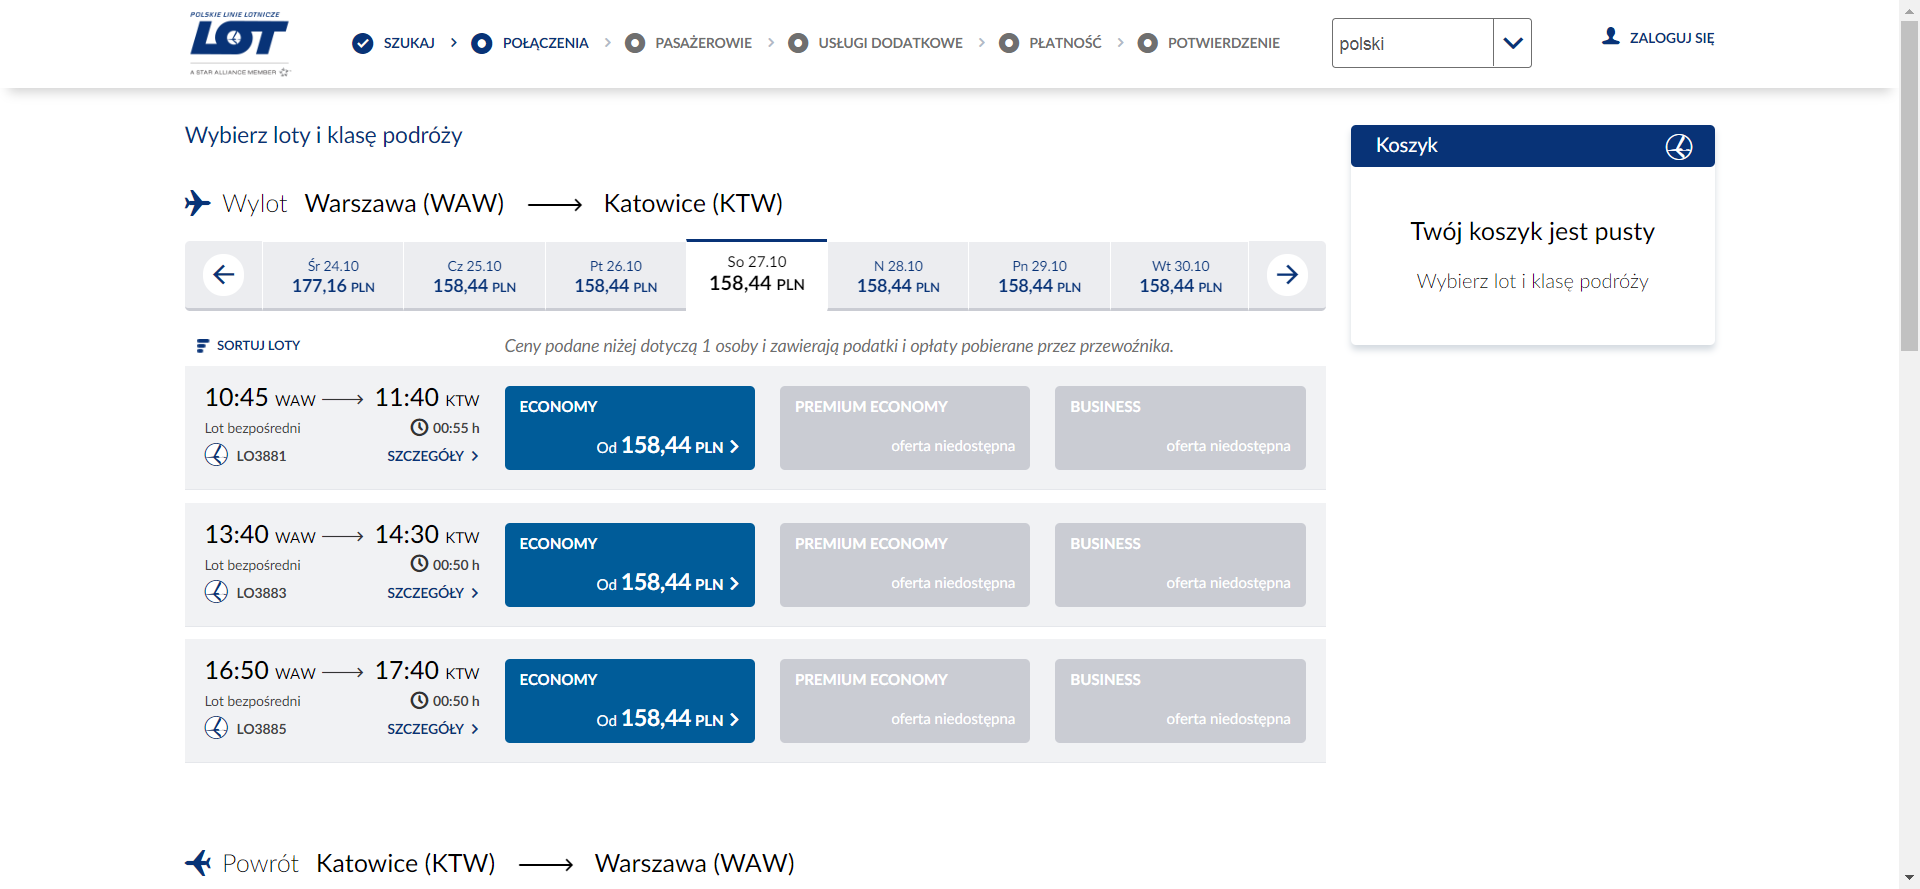 POLSKIE LINIE LOTNICZE
LOT
A STAR ALLIANCE MEMBER
SZUKAJ
POŁĄCZENIA
PASAŻEROWIE
USŁUGI DODATKOWE
PŁATNOŚĆ
POTWIERDZENIE
polski
ZALOGUJ SIĘ
Wybierz loty i klasę podróży
Wylot Warszawa (WAW) Katowice (KTW)
Śr 24.10
177,16 PLN
Cz 25.10
158,44 PLN
Pt 26.10
158,44 PLN
So 27.10
158,44 PLN
N 28.10
158,44 PLN
Pn 29.10
158,44 PLN
Wt 30.10
158,44 PLN
SORTUJ LOTY
Ceny podane niżej dotyczą 1 osoby i zawierają podatki i opłaty pobierane przez przewoźnika.
10:45 WAW 11:40 KTW
Lot bezpośredni 00:55 h
LO3881 SZCZEGÓŁY
ECONOMY
Od 158,44 PLN
PREMIUM ECONOMY
oferta niedostępna
BUSINESS
oferta niedostępna
13:40 WAW 14:30 KTW
Lot bezpośredni 00:50 h
LO3883 SZCZEGÓŁY
ECONOMY
Od 158,44 PLN
PREMIUM ECONOMY
oferta niedostępna
BUSINESS
oferta niedostępna
16:50 WAW 17:40 KTW
Lot bezpośredni 00:50 h
LO3885 SZCZEGÓŁY
ECONOMY
Od 158,44 PLN
PREMIUM ECONOMY
oferta niedostępna
BUSINESS
oferta niedostępna
Powrót Katowice (KTW) Warszawa (WAW)
Koszyk
Twój koszyk jest pusty
Wybierz lot i klasę podróży